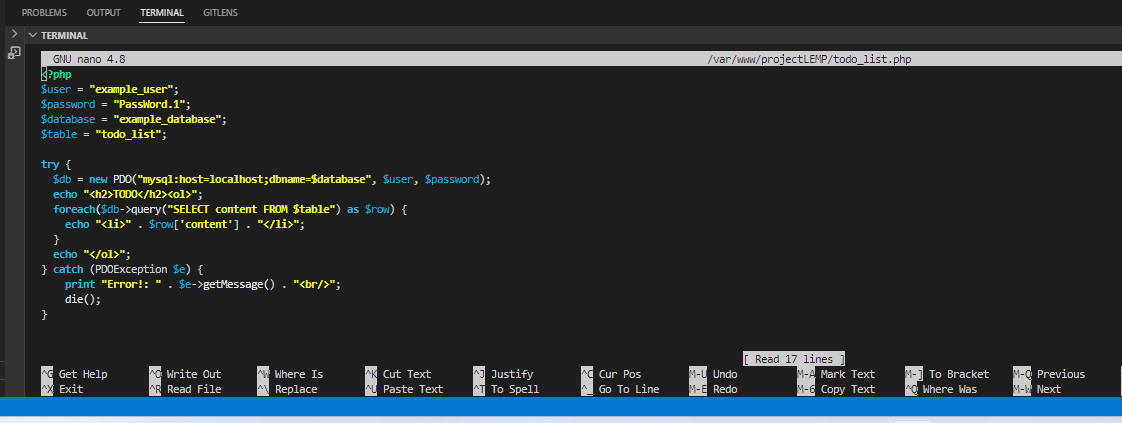 PROBLEMS OUTPUT TERMINAL GITLENS
TERMINAL
GNU nano 4.8 /var/www/projectLEMP/todo_list.php
<?php
$user = "example_user";
$password = "PassWord.1";
$database = "example_database";
$table = "todo_list";
try {
$db = new PDO("mysql:host=localhost;dbname=$database", $user, $password);
echo "<h2>TODO</h2><ol>";
foreach($db->query("SELECT content FROM $table") as $row) {
echo "<li>" . $row['content'] . "</li>";
}
echo "</ol>";
} catch (PDOException $e) {
print "Error!: " . $e->getMessage() . "<br/>";
die();
}
[ Read 17 lines ]
^G Get Help ^O Write Out ^W Where Is ^K Cut Text ^J Justify ^C Cur Pos M-U Undo M-A Mark Text M-] To Bracket M-Q Previous
^X Exit ^R Read File ^\ Replace ^U Paste Text ^T To Spell ^_ Go To Line M-E Redo M-6 Copy Text ^Q Where Was M-W Next